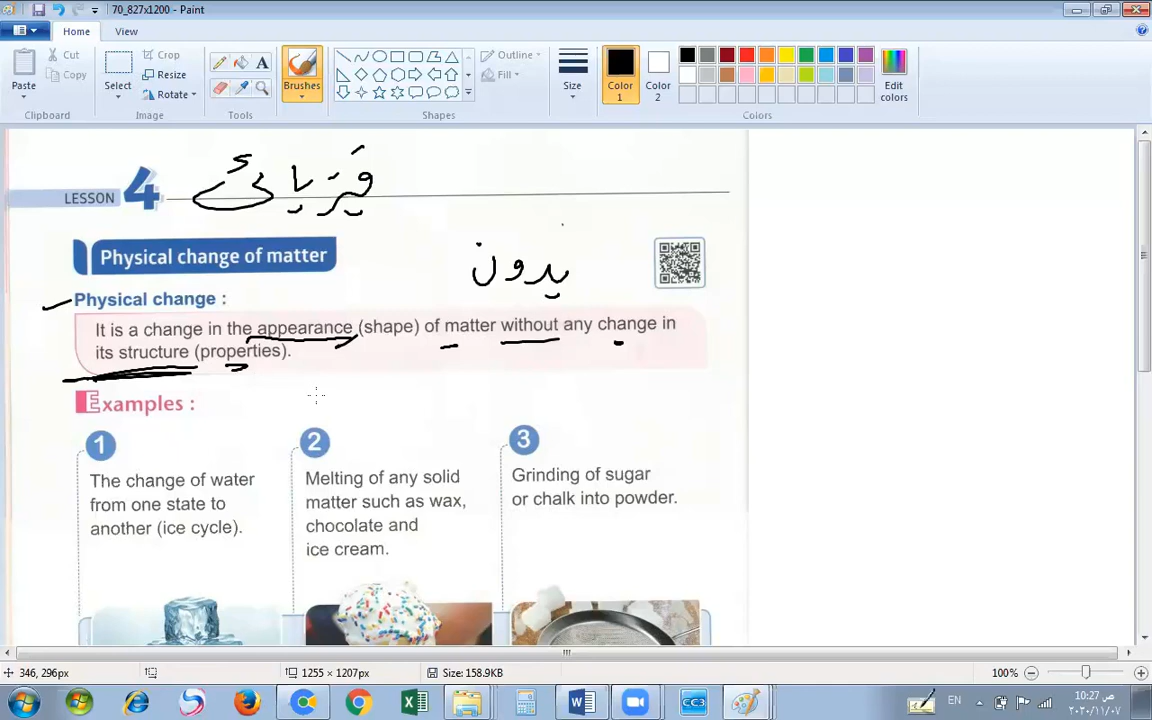 70_827x1200 - Paint
Home
View
Paste
Cut
Copy
Clipboard
Select
Crop
Resize
Rotate
Image
A
Tools
Brushes
Outline
Fill
Shapes
Size
Color
1
Color
2
Edit
colors
Colors
LESSON 4
فيزيائى
بدون
Physical change of matter
Physical change :
It is a change in the appearance (shape) of matter without any change in
its structure (properties).
Examples :
1
The change of water
from one state to
another (ice cycle).
2
Melting of any solid
matter such as wax,
chocolate and
ice cream.
3
Grinding of sugar
or chalk into powder.
346, 296px
1255 × 1207px
Size: 158.9KB
100%
CC3
EN
10:27 ص
٢٠٢٠/١١/٠٧